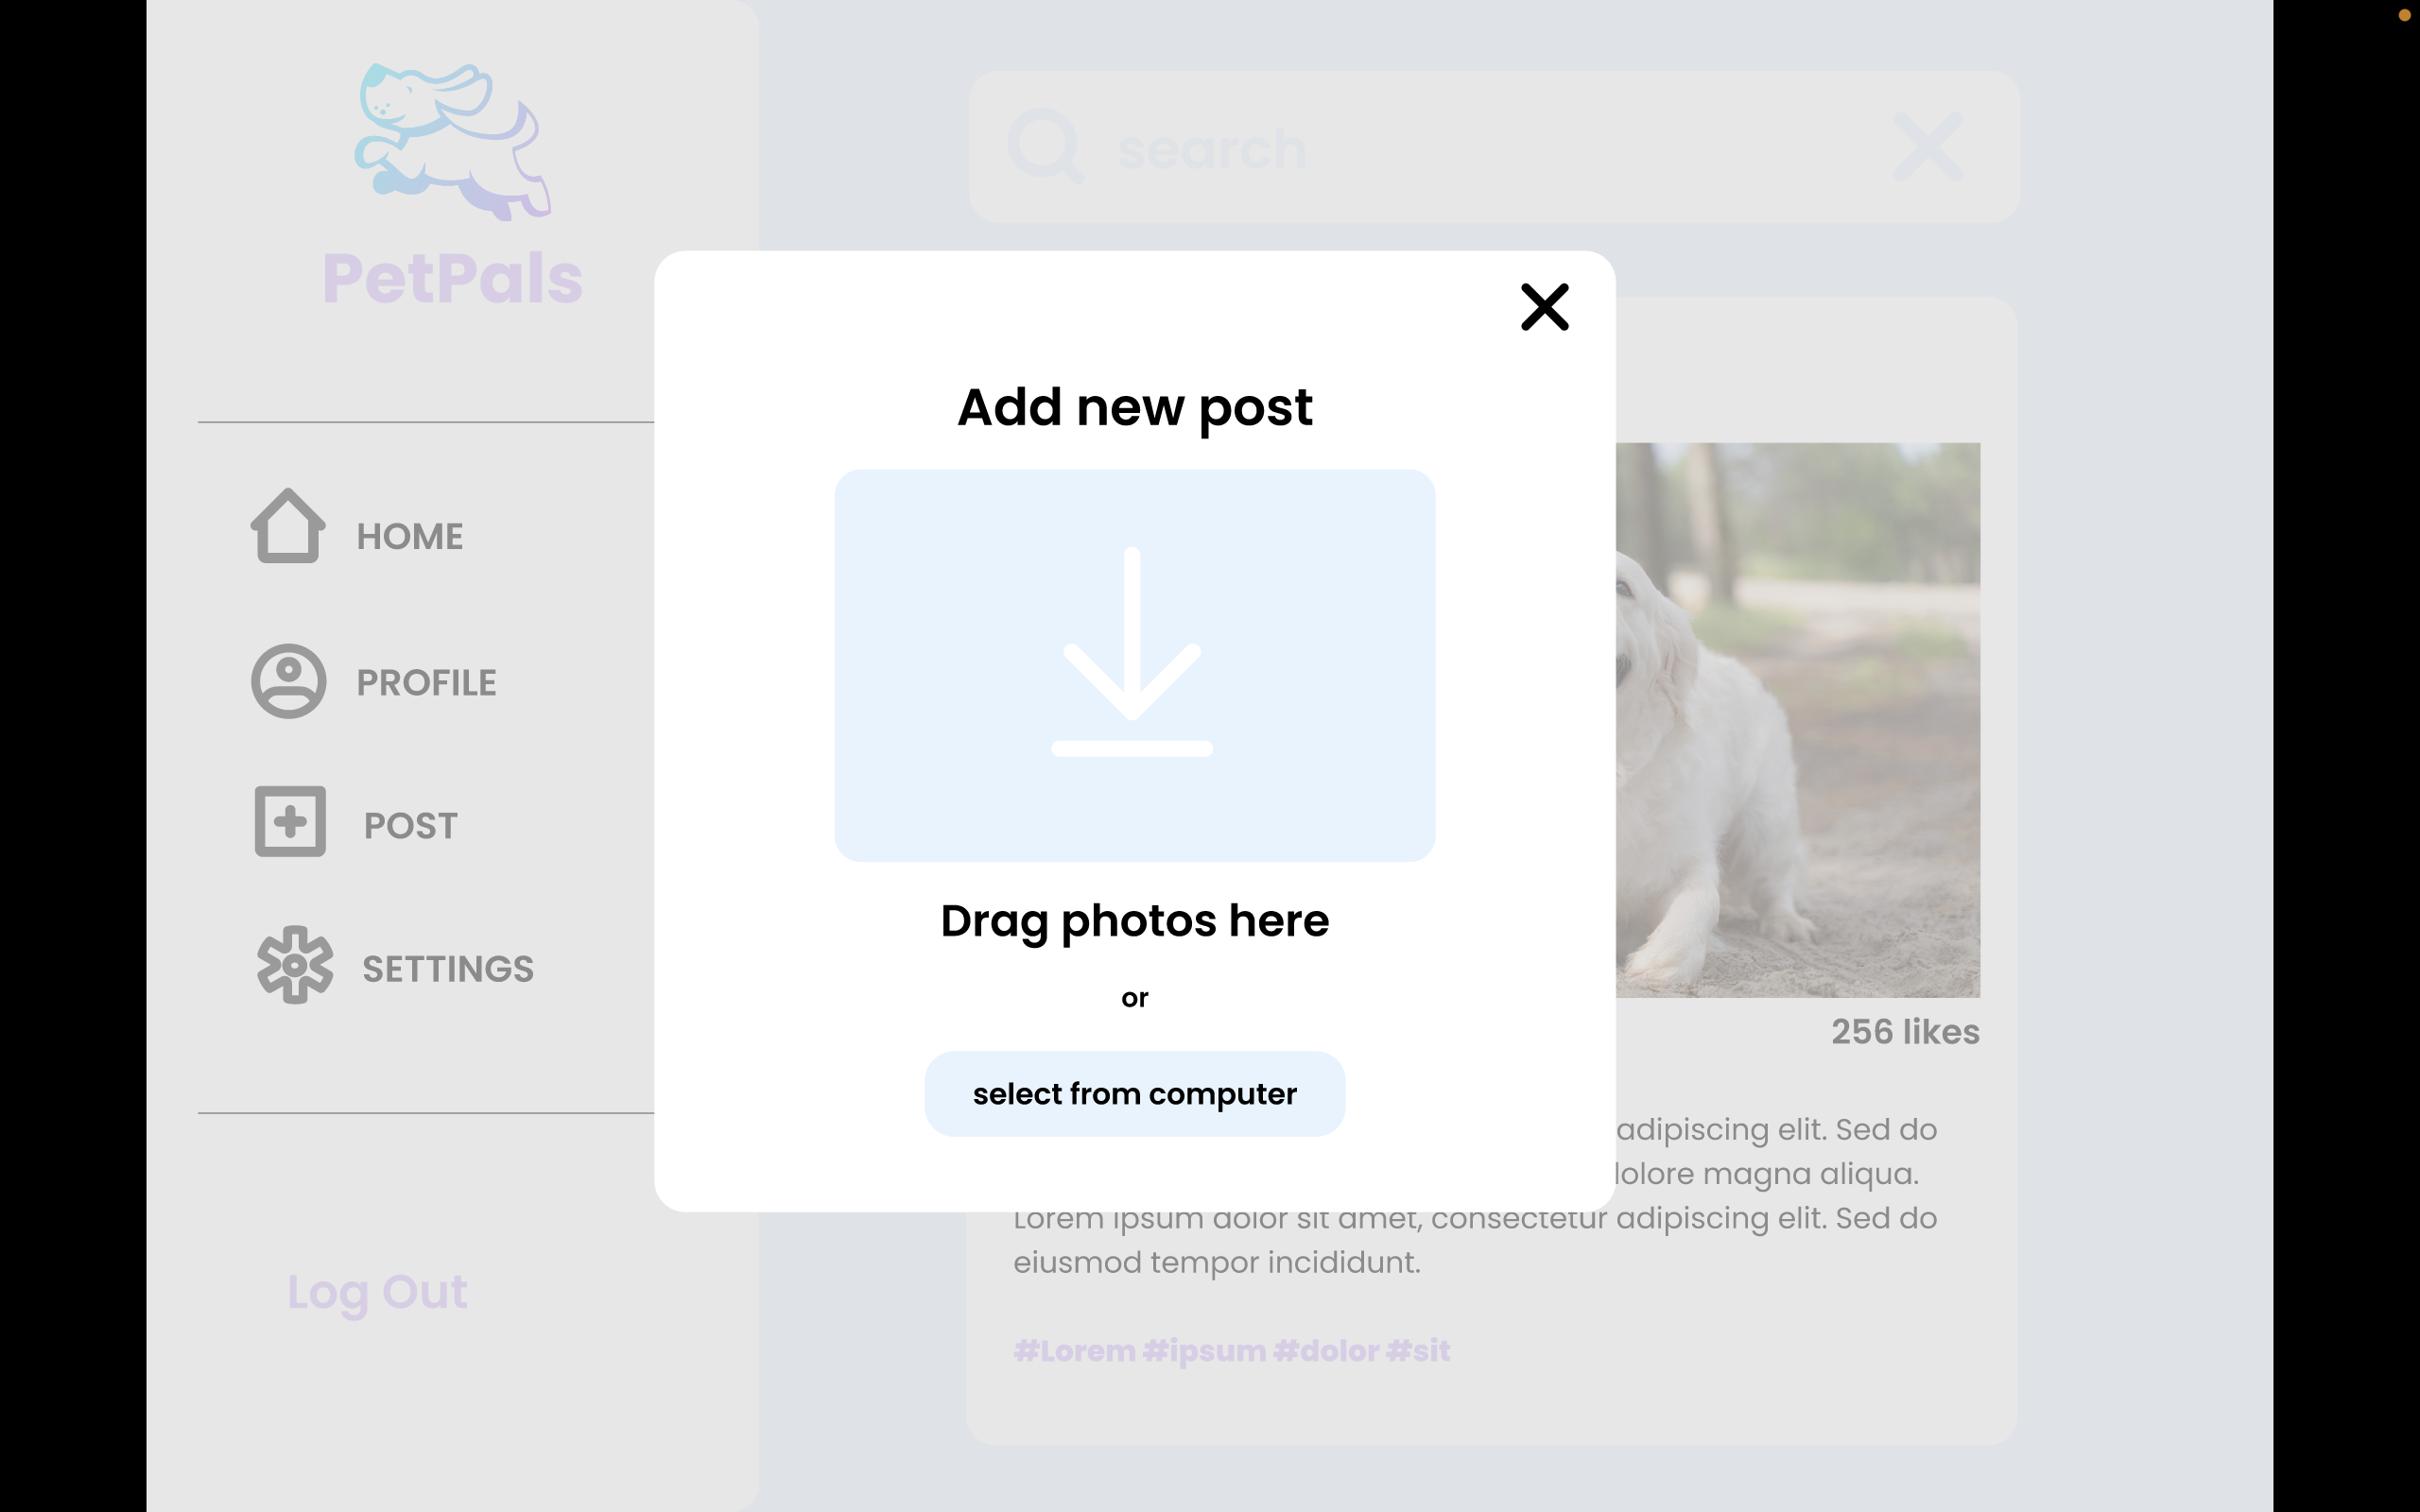 PetPals
search
HOME
PROFILE
POST
SETTINGS
Log Out
Add new post
Drag photos here
or
select from computer
256 likes
adipiscing elit. Sed do
dolore magna aliqua.
Lorem ipsum dolor sit amet, consectetur adipiscing elit. Sed do
eiusmod tempor incididunt.
#Lorem #ipsum #dolor #sit